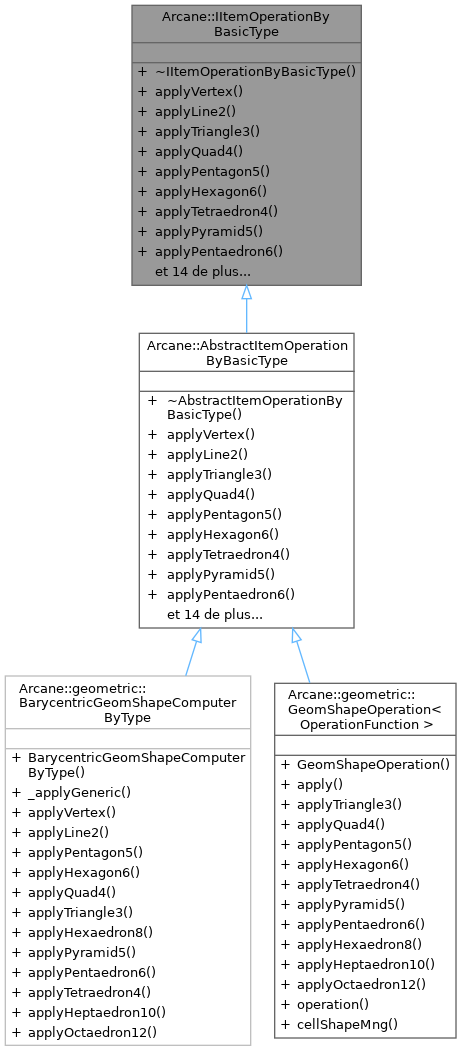 Arcane::IItemOperationBy
BasicType
+ ~IItemOperationByBasicType()
+ applyVertex()
+ applyLine2()
+ applyTriangle3()
+ applyQuad4()
+ applyPentagon5()
+ applyHexagon6()
+ applyTetraedron4()
+ applyPyramid5()
+ applyPentaedron6()
et 14 de plus...
Arcane::AbstractItemOperation
ByBasicType
+ ~AbstractItemOperationBy
BasicType()
+ applyVertex()
+ applyLine2()
+ applyTriangle3()
+ applyQuad4()
+ applyPentagon5()
+ applyHexagon6()
+ applyTetraedron4()
+ applyPyramid5()
+ applyPentaedron6()
et 14 de plus...
Arcane::geometric::
BarycentricGeomShapeComputer
ByType
+ BarycentricGeomShapeComputer
ByType()
+ _applyGeneric()
+ applyVertex()
+ applyLine2()
+ applyPentagon5()
+ applyHexagon6()
+ applyQuad4()
+ applyTriangle3()
+ applyHexaedron8()
+ applyPyramid5()
+ applyPentaedron6()
+ applyTetraedron4()
+ applyHeptaedron10()
+ applyOctaedron12()
Arcane::geometric::
GeomShapeOperation<
OperationFunction >
+ GeomShapeOperation()
+ apply()
+ applyTriangle3()
+ applyQuad4()
+ applyPentagon5()
+ applyHexagon6()
+ applyTetraedron4()
+ applyPyramid5()
+ applyPentaedron6()
+ applyHexaedron8()
+ applyHeptaedron10()
+ applyOctaedron12()
+ operation()
+ cellShapeMng()